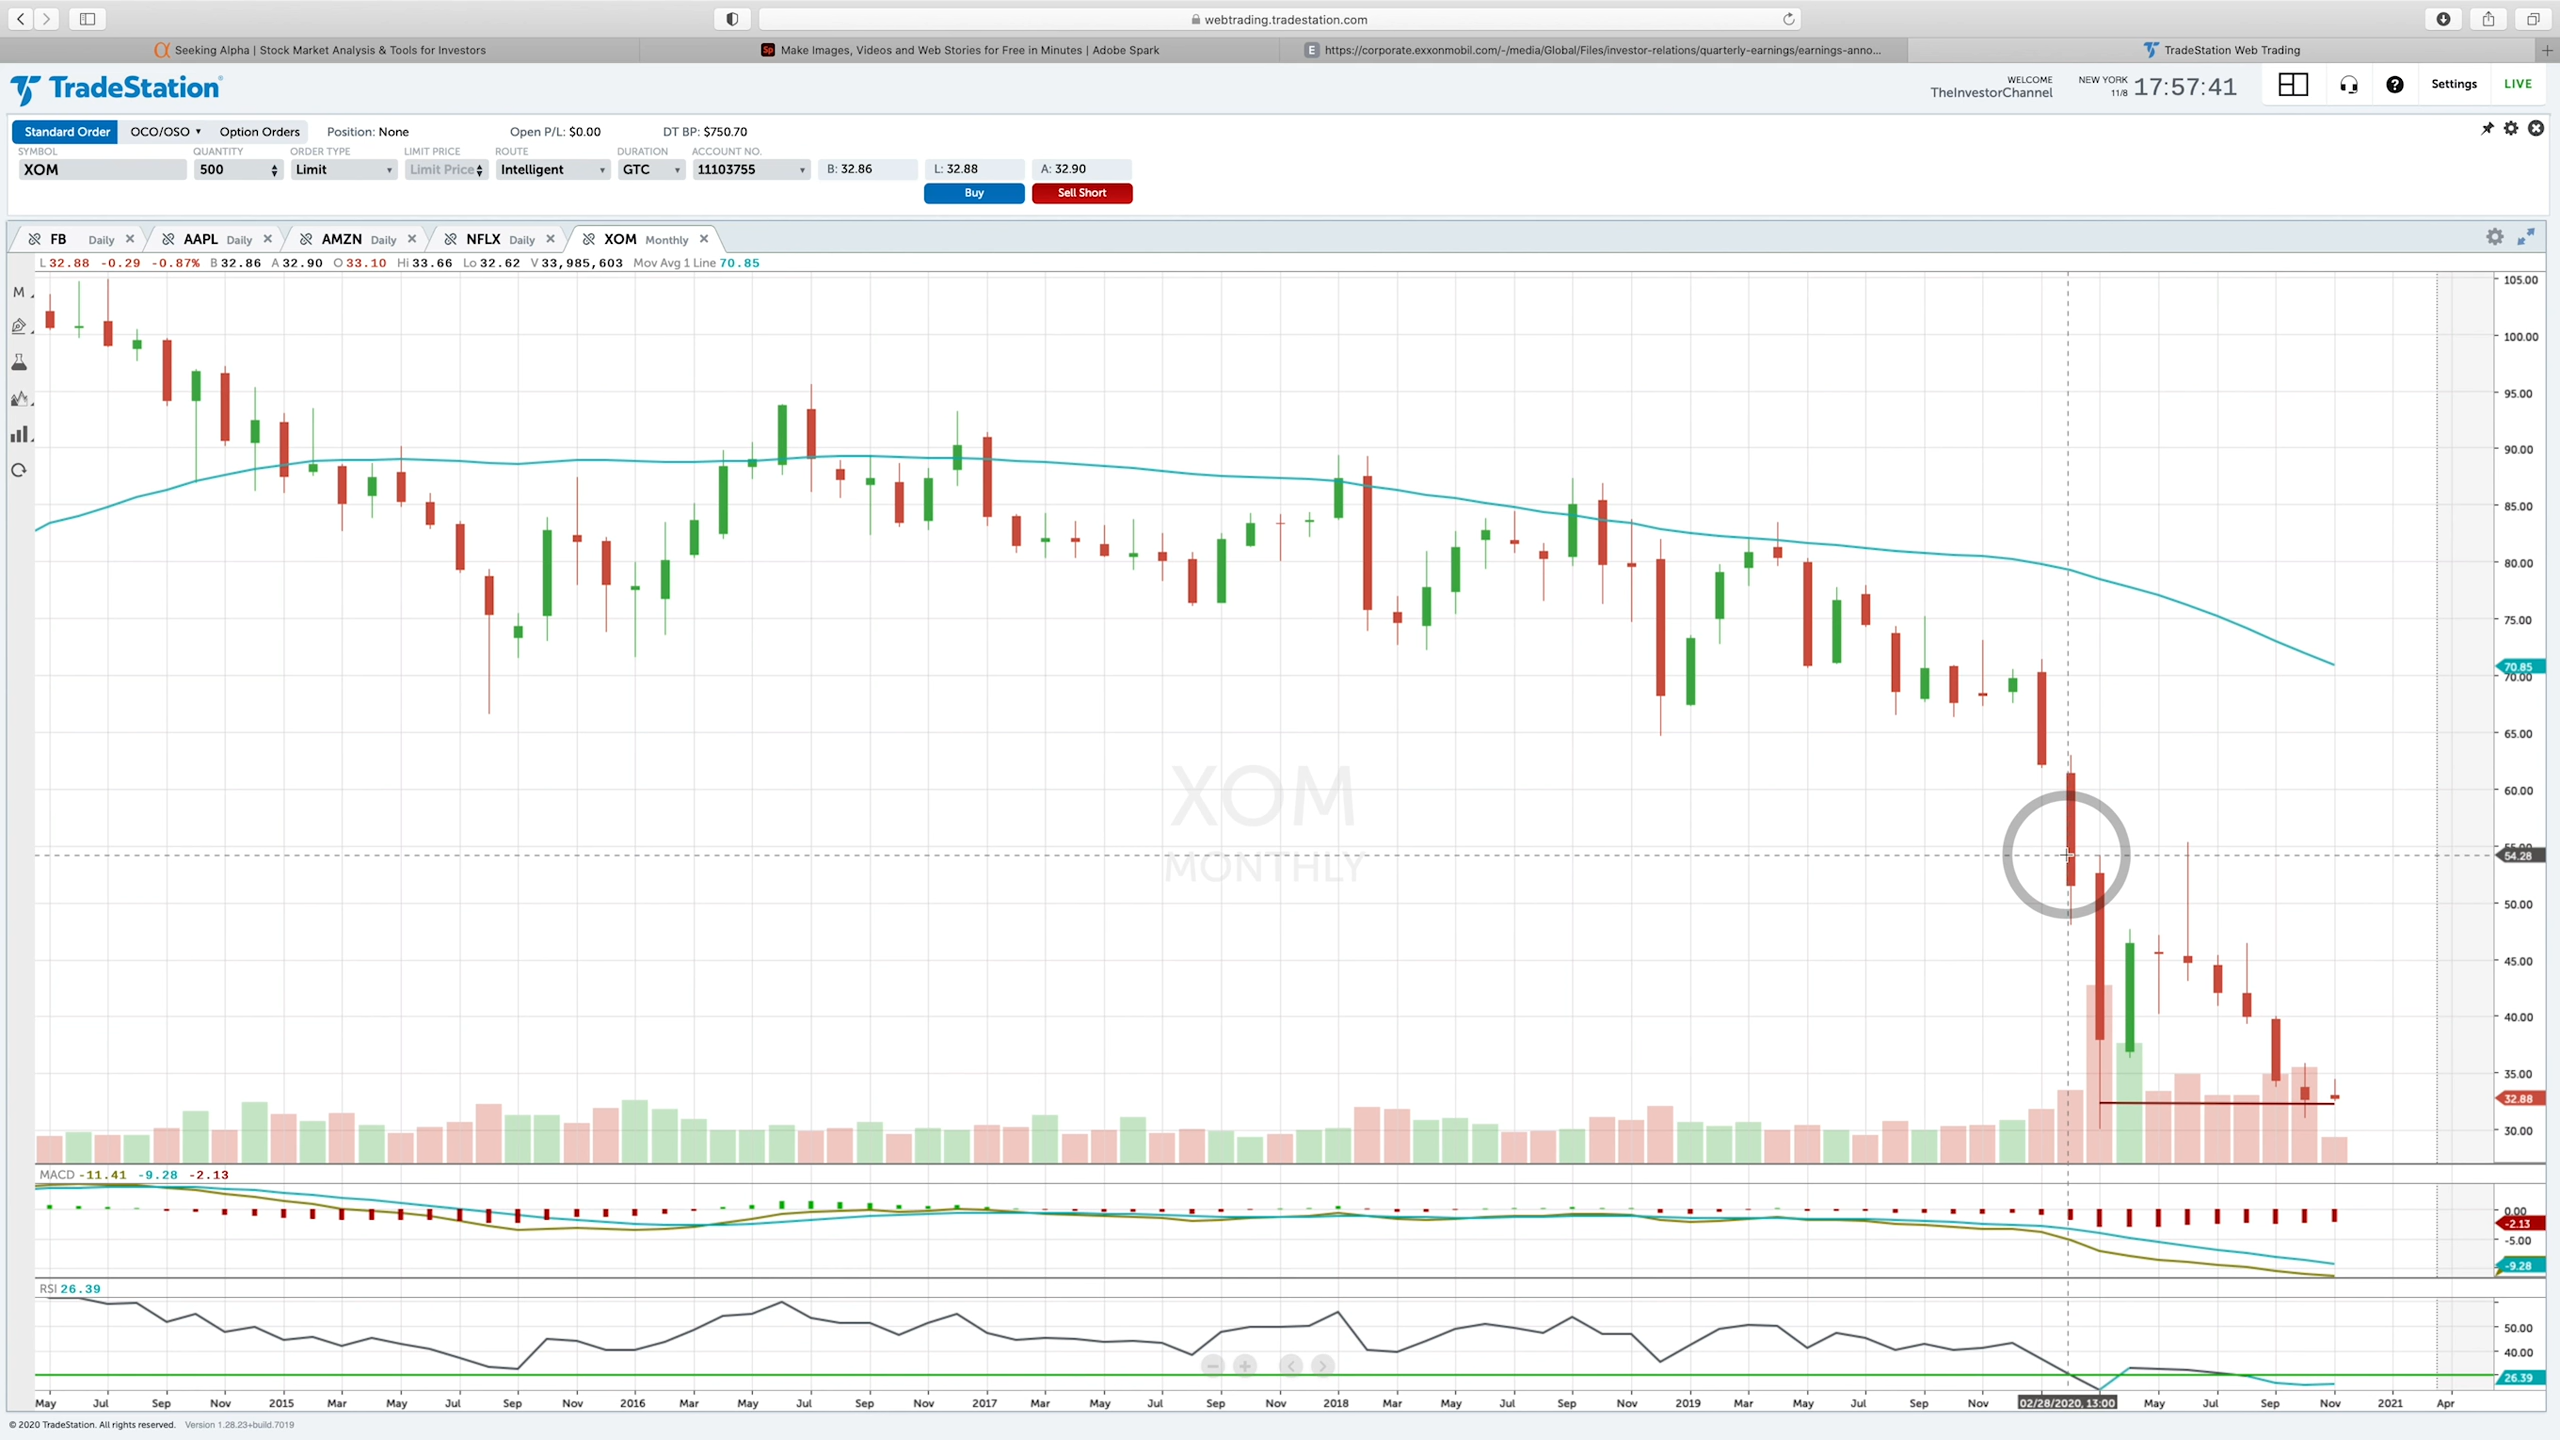 webtrading.tradestation.com
Seeking Alpha | Stock Market Analysis & Tools for Investors
Sp Make Images, Videos and Web Stories for Free in Minutes | Adobe Spark
E https://corporate.exxonmobil.com/-/media/Global/Files/investor-relations/quarterly-earnings/earnings-anno...
TradeStation Web Trading
TradeStation
WELCOME
TheInvestorChannel
NEW YORK
11/8
17:57:41
Settings
LIVE
Standard Order OCO/OSO Option Orders Position: None Open P/L: $0.00 DT BP: $750.70
SYMBOL QUANTITY ORDER TYPE LIMIT PRICE ROUTE DURATION ACCOUNT NO.
XOM 500 Limit Limit Price Intelligent GTC 11103755 B: 32.86 L: 32.88 A: 32.90
Buy Sell Short
FB Daily AAPL Daily AMZN Daily NFLX Daily XOM Monthly
L 32.88 -0.29 -0.87% B 32.86 A 32.90 O 33.10 Hi 33.66 Lo 32.62 V 33,985,603 Mov Avg 1 Line 70.85
M
105.00
100.00
95.00
90.00
85.00
80.00
75.00
70.85
70.00
65.00
60.00
XOM
MONTHLY
54.28
50.00
45.00
40.00
35.00
32.88
30.00
MACD -11.41 -9.28 -2.13
0.00
-2.13
-5.00
-9.28
RSI 26.39
50.00
40.00
26.39
May Jul Sep Nov 2015 Mar May Jul Sep Nov 2016 Mar May Jul Sep Nov 2017 Mar May Jul Sep Nov 2018 Mar May Jul Sep Nov 2019 Mar May Jul Sep Nov 02/28/2020, 13:00 May Jul Sep Nov 2021 Apr
© 2020 TradeStation. All rights reserved. Version 1.28.23+build.7019